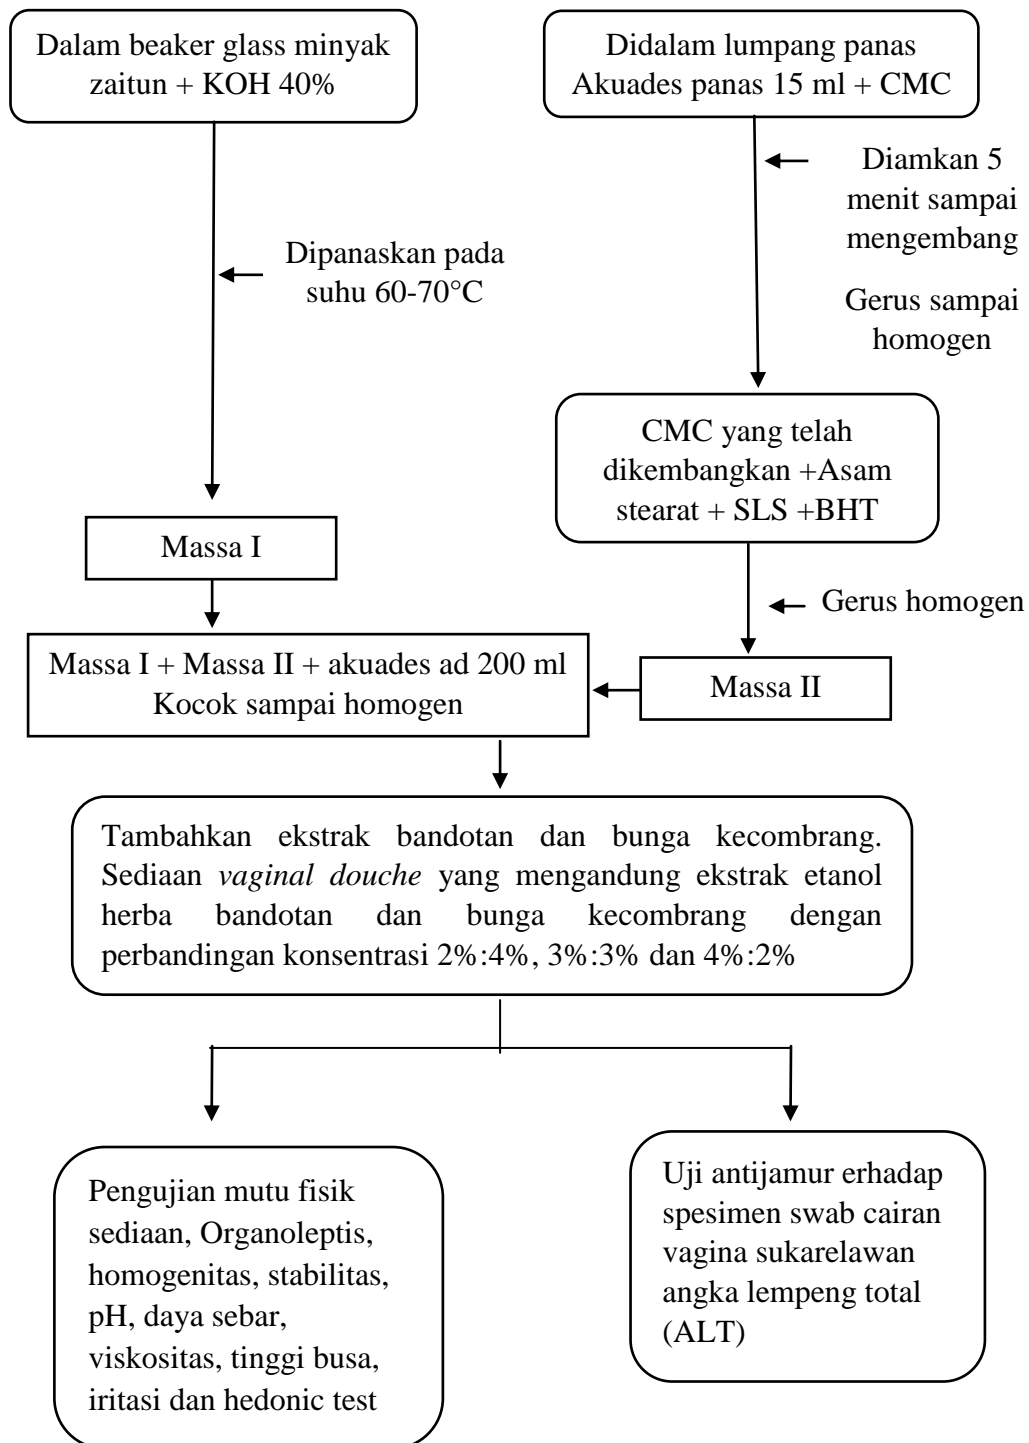 Dalam beaker glass minyak
zaitun + KOH 40%
Didalam lumpang panas
Akuades panas 15 ml + CMC
Diamkan 5
menit sampai
mengembang
Gerus sampai
homogen
Dipanaskan pada
suhu 60-70°C
CMC yang telah
dikembangkan +Asam
stearat + SLS +BHT
Massa I
Gerus homogen
Massa I + Massa II + akuades ad 200 ml
Kocok sampai homogen
Massa II
Tambahkan ekstrak bandotan dan bunga kecombrang.
Sediaan vaginal douche yang mengandung ekstrak etanol
herba bandotan dan bunga kecombrang dengan
perbandingan konsentrasi 2%:4%, 3%:3% dan 4%:2%
Pengujian mutu fisik
sediaan, Organoleptis,
homogenitas, stabilitas,
pH, daya sebar,
viskositas, tinggi busa,
iritasi dan hedonic test
Uji antijamur erhadap
spesimen swab cairan
vagina sukarelawan
angka lempeng total
(ALT)